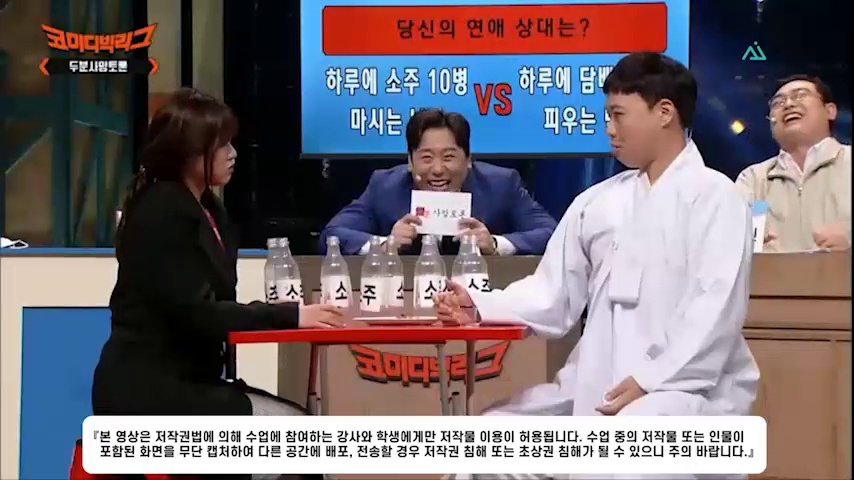 코미디빅리그
두분사망토론
당신의 연애 상대는?
하루에 소주 10병
VS
하루에
마시는
피우는
사망토론
소주
소주
소
코미디빅리그
『본 영상은 저작권법에 의해 수업에 참여하는 강사와 학생에게만 저작물 이용이 허용됩니다. 수업 중의 저작물 또는 인물이
포함된 화면을 무단 캡처하여 다른 공간에 배포, 전송할 경우 저작권 침해 또는 초상권 침해가 될 수 있으니 주의 바랍니다.』